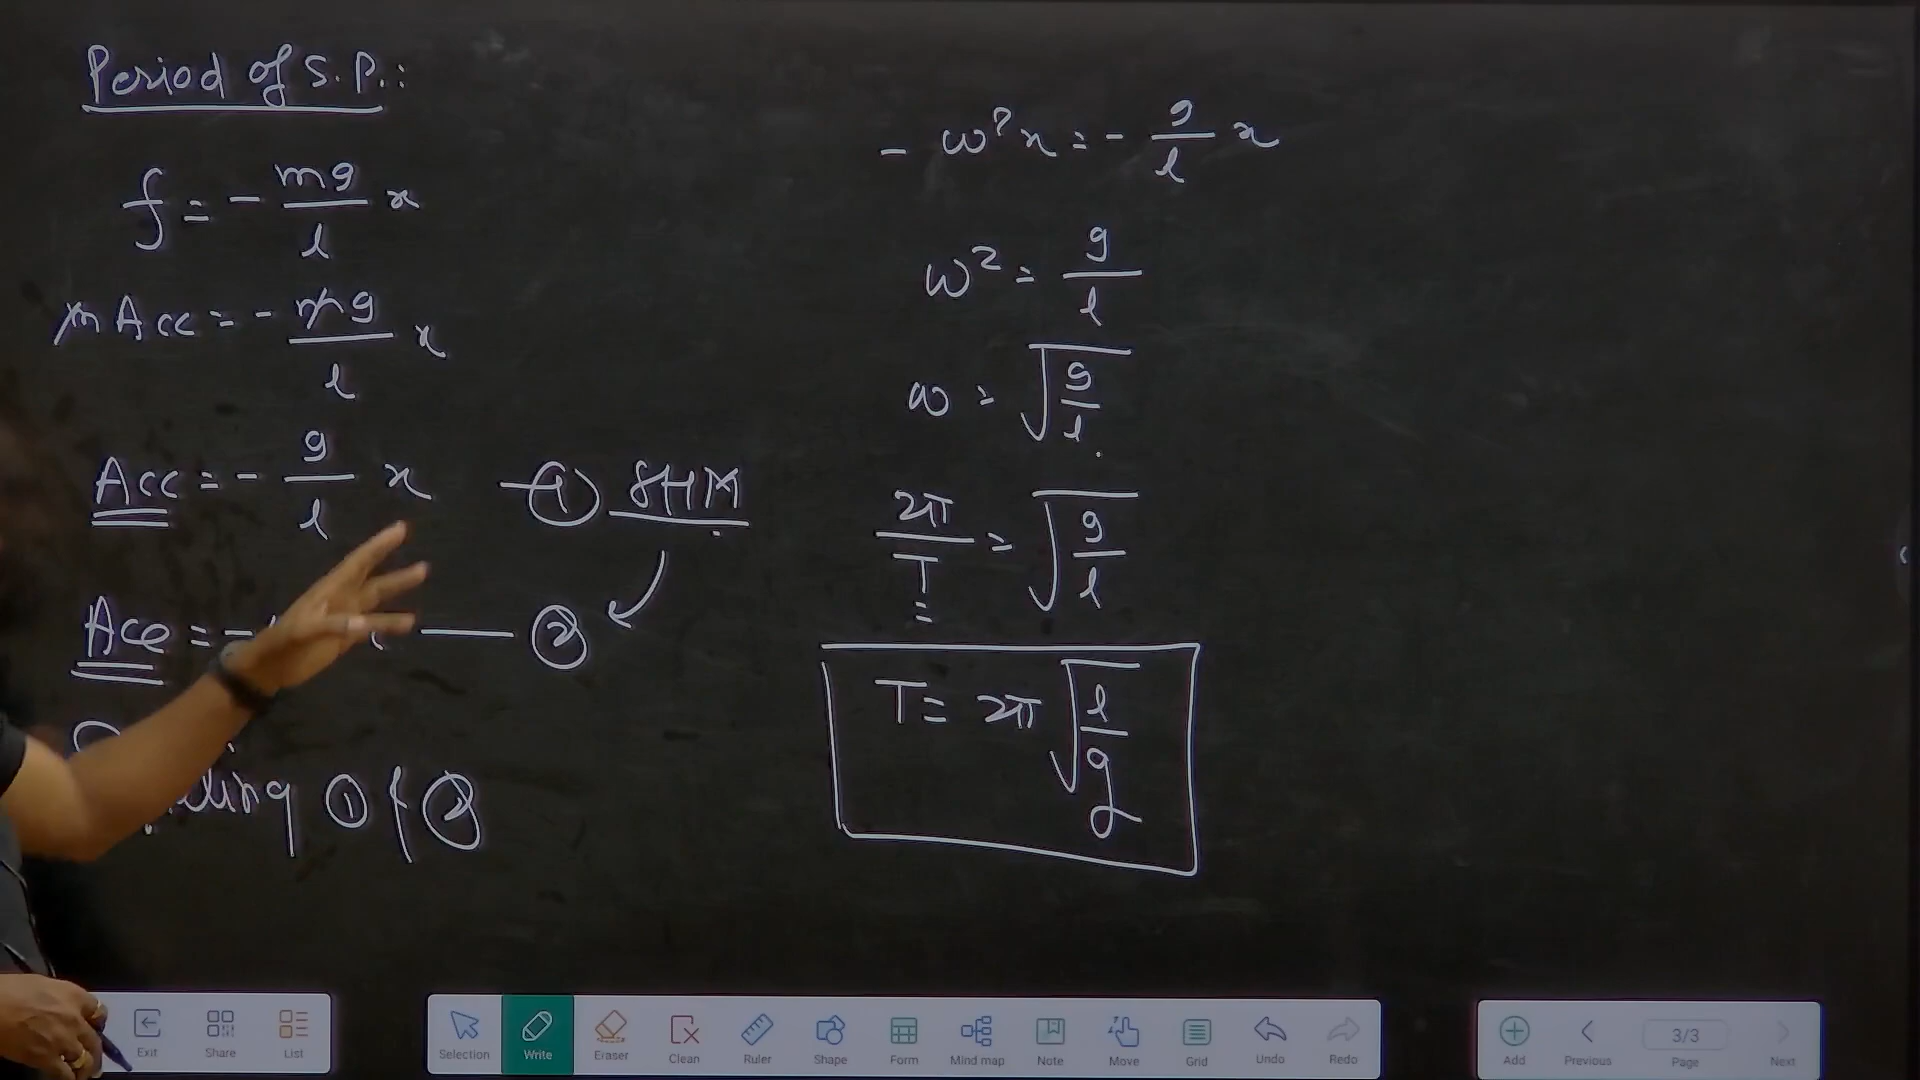 Period of S.P.:
f = - mg/l x
m Acc = - mg/l x
Acc = - g/l x — ① SHM
Acc = - — ②
① & ②
- ω²x = - g/l x
ω² = g/l
ω = √(g/l)
2π/T = √(g/l)
T = 2π √(l/g)
Exit
Share
List
Selection
Write
Eraser
Clean
Ruler
Shape
Form
Mind map
Note
Move
Grid
Undo
Redo
Add
Previous
3/3
Page
Next